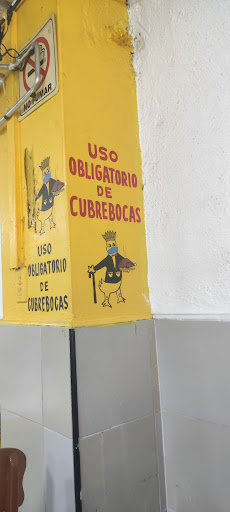 NO FUMAR
USO
OBLIGATORIO
DE
CUBREBOCAS
USO
OBLIGATORIO
DE
CUBREBOCAS